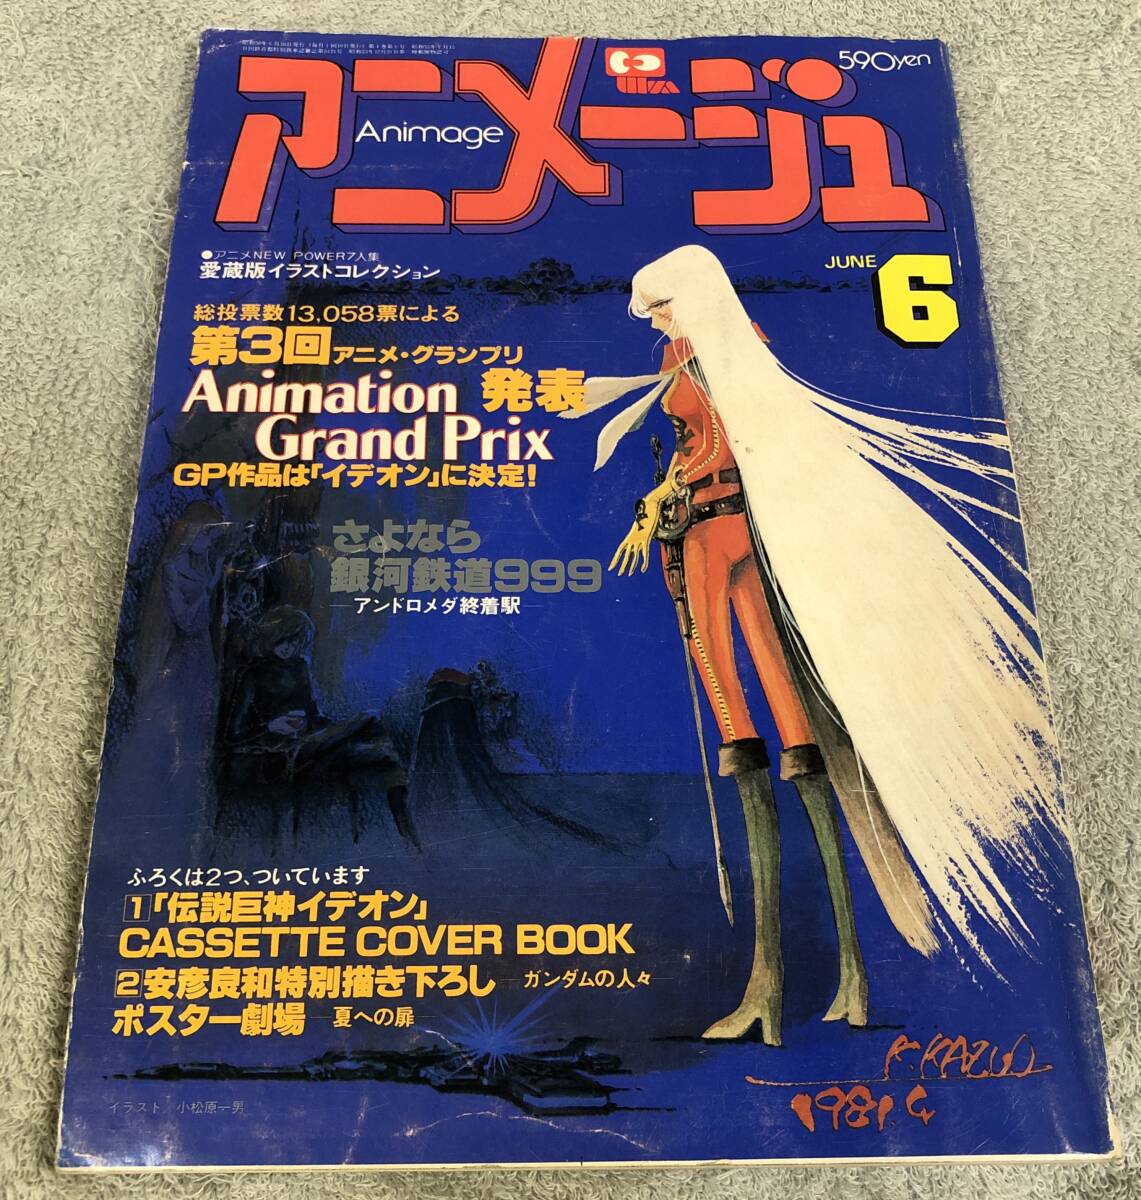 アニメージュ
Animage
590yen
●アニメNEW POWER7人集
愛蔵版イラストコレクション
JUNE 6
総投票数13,058票による
第3回アニメ・グランプリ
Animation 発表
Grand Prix
GP作品は「イデオン」に決定!
さよなら
銀河鉄道999
アンドロメダ終着駅
ふろくは2つ、ついています
1「伝説巨神イデオン」
CASSETTE COVER BOOK
2安彦良和特別描き下ろし ―ガンダムの人々―
ポスター劇場 ―夏への扉―
K.KAZUO
1981.4
イラスト 小松原一男